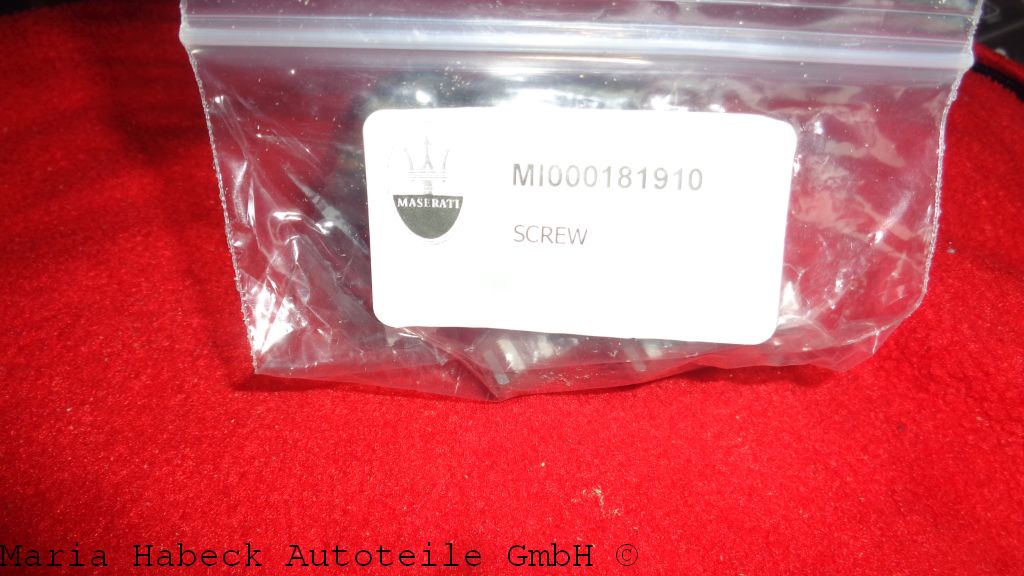 MI000181910
MASERATI
SCREW
Maria Habeck Autoteile GmbH ©